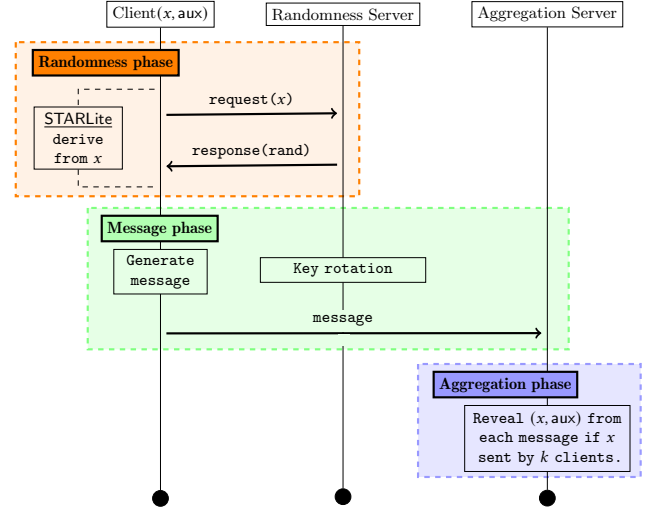 Client(x, aux)
Randomness Server
Aggregation Server
Randomness phase
request(x)
STARLite
derive
from x
response(rand)
Message phase
Generate
message
Key rotation
message
Aggregation phase
Reveal (x, aux) from
each message if x
sent by k clients.